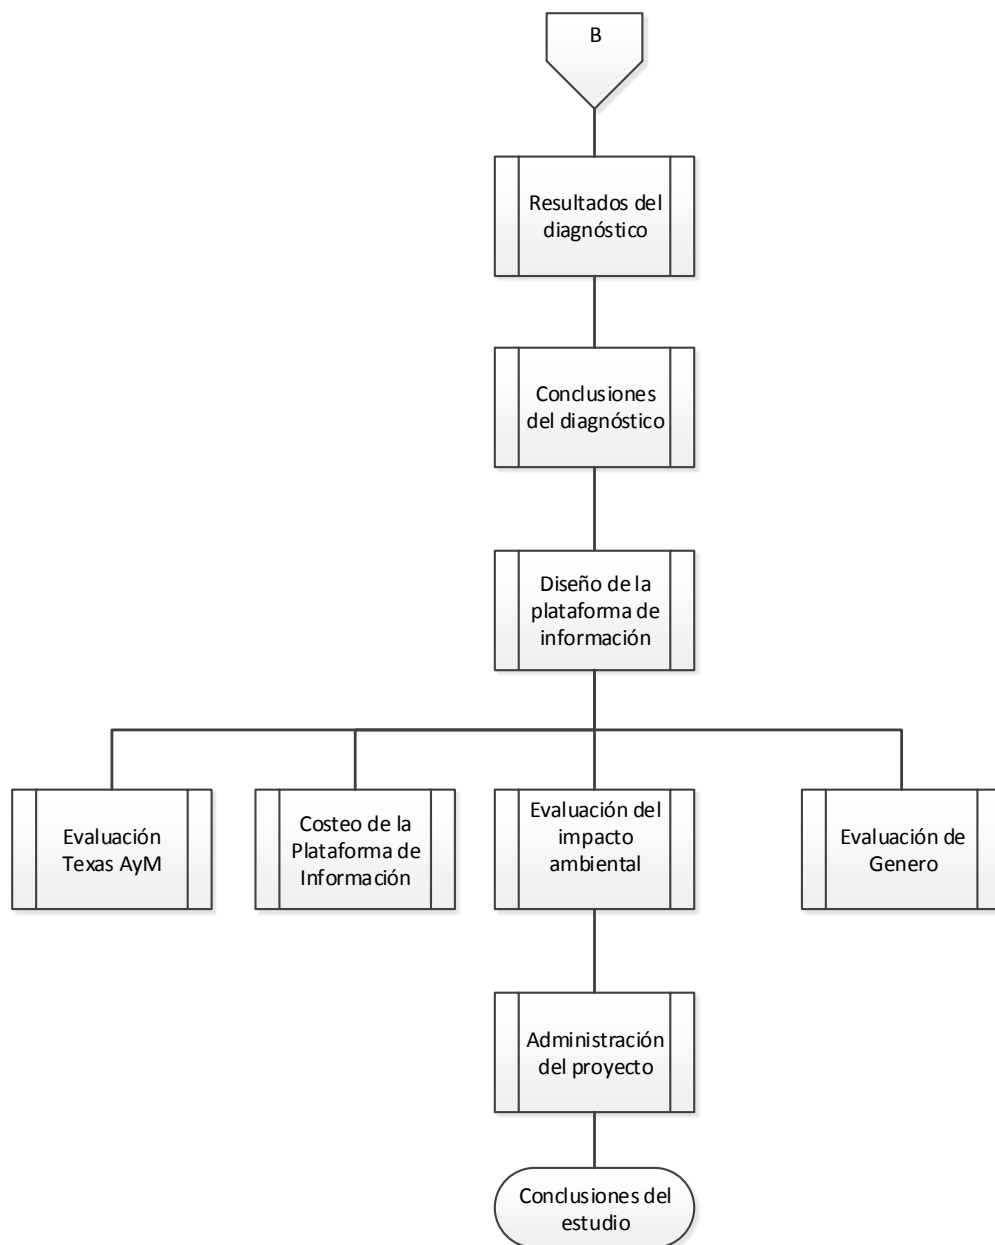 B
Resultados del
diagnóstico
Conclusiones
del diagnóstico
Diseño de la
plataforma de
información
Evaluación
Texas AyM
Costeo de la
Plataforma de
Información
Evaluación del
impacto
ambiental
Evaluación de
Genero
Administración
del proyecto
Conclusiones del
estudio